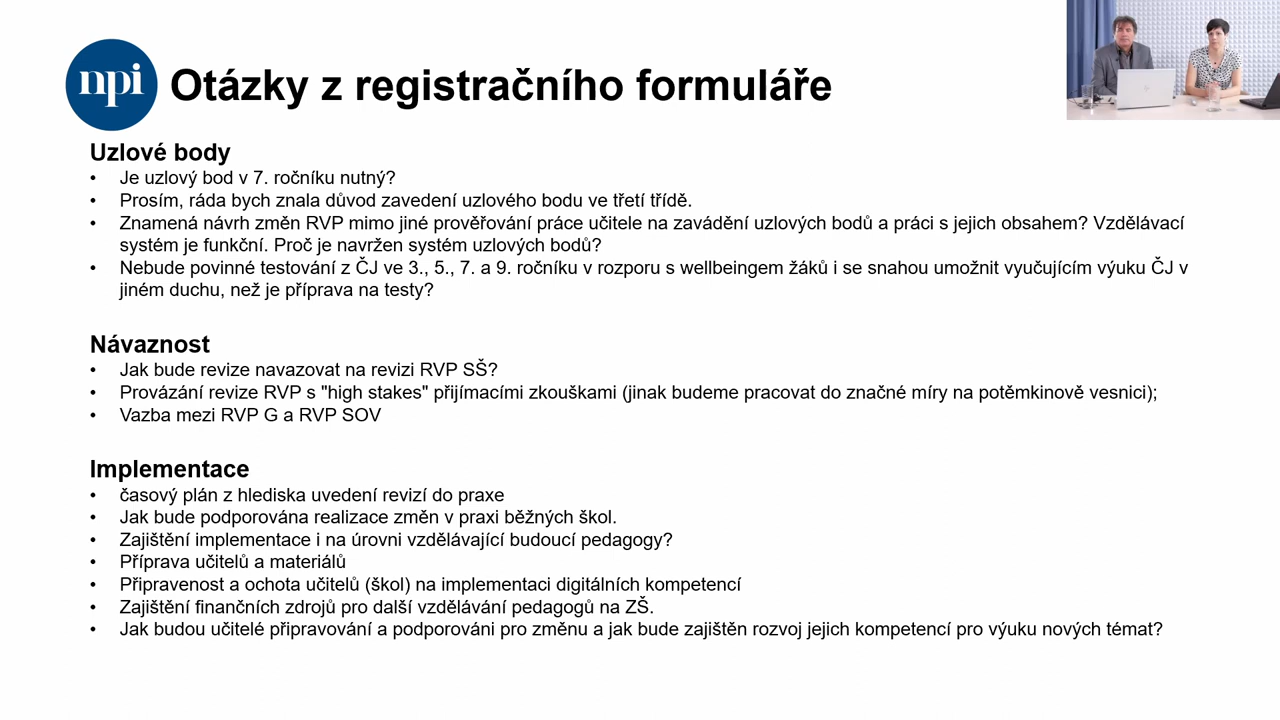 npi
Otázky z registračního formuláře
Uzlové body
• Je uzlový bod v 7. ročníku nutný?
• Prosím, ráda bych znala důvod zavedení uzlového bodu ve třetí třídě.
• Znamená návrh změn RVP mimo jiné prověřování práce učitele na zavádění uzlových bodů a práci s jejich obsahem? Vzdělávací
systém je funkční. Proč je navržen systém uzlových bodů?
• Nebude povinné testování z ČJ ve 3., 5., 7. a 9. ročníku v rozporu s wellbeingem žáků i se snahou umožnit vyučujícím výuku ČJ v
jiném duchu, než je příprava na testy?
Návaznost
• Jak bude revize navazovat na revizi RVP SŠ?
• Provázání revize RVP s "high stakes" přijímacími zkouškami (jinak budeme pracovat do značné míry na potěmkinově vesnici);
• Vazba mezi RVP G a RVP SOV
Implementace
• časový plán z hlediska uvedení revizí do praxe
• Jak bude podporována realizace změn v praxi běžných škol.
• Zajištění implementace i na úrovni vzdělávající budoucí pedagogy?
• Příprava učitelů a materiálů
• Připravenost a ochota učitelů (škol) na implementaci digitálních kompetencí
• Zajištění finančních zdrojů pro další vzdělávání pedagogů na ZŠ.
• Jak budou učitelé připravování a podporováni pro změnu a jak bude zajištěn rozvoj jejich kompetencí pro výuku nových témat?